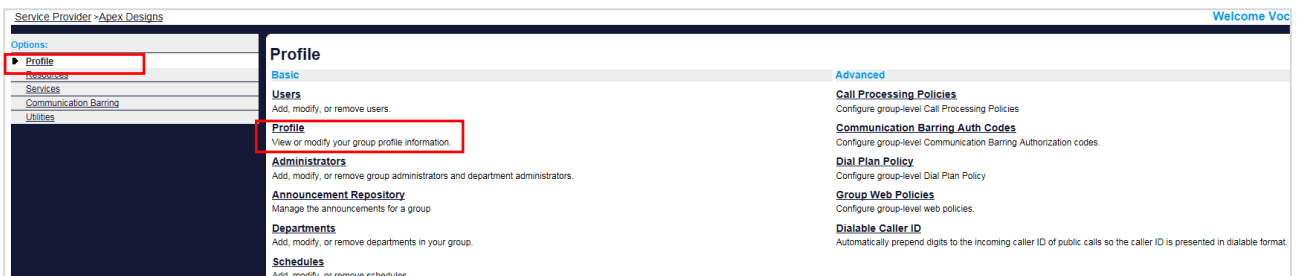 Service Provider >Apex Designs
Welcome Voc
Options:
Profile
Resources
Services
Communication Barring
Utilities
Profile
Basic
Users
Add, modify, or remove users.
Profile
View or modify your group profile information.
Administrators
Add, modify, or remove group administrators and department administrators.
Announcement Repository
Manage the announcements for a group
Departments
Add, modify, or remove departments in your group.
Schedules
Add, modify, or remove schedules
Advanced
Call Processing Policies
Configure group-level Call Processing Policies
Communication Barring Auth Codes
Configure group-level Communication Barring Authorization codes.
Dial Plan Policy
Configure group-level Dial Plan Policy
Group Web Policies
Configure group-level web policies.
Dialable Caller ID
Automatically prepend digits to the incoming caller ID of public calls so the caller ID is presented in dialable format.